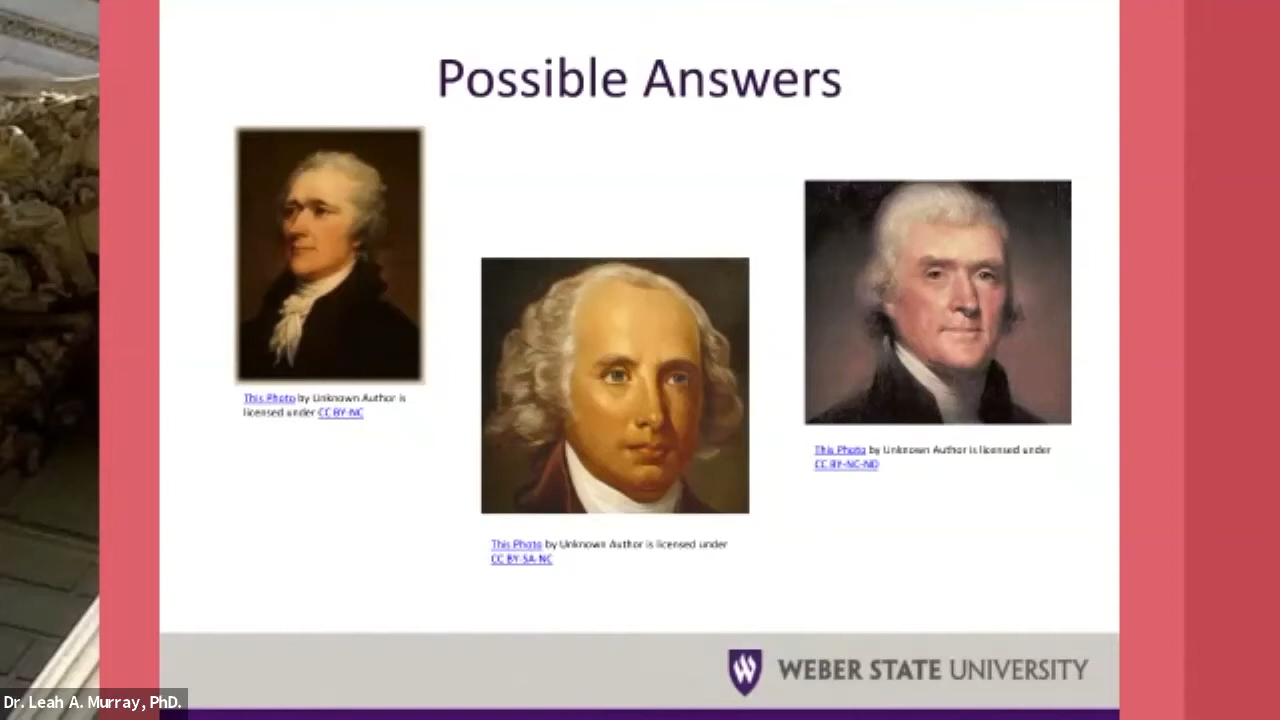 Possible Answers
This Photo by Unknown Author is
licensed under CC BY-NC
This Photo by Unknown Author is licensed under
CC BY-SA-NC
This Photo by Unknown Author is licensed under
CC BY-NC-ND
WEBER STATE UNIVERSITY
Dr. Leah A. Murray, PhD.